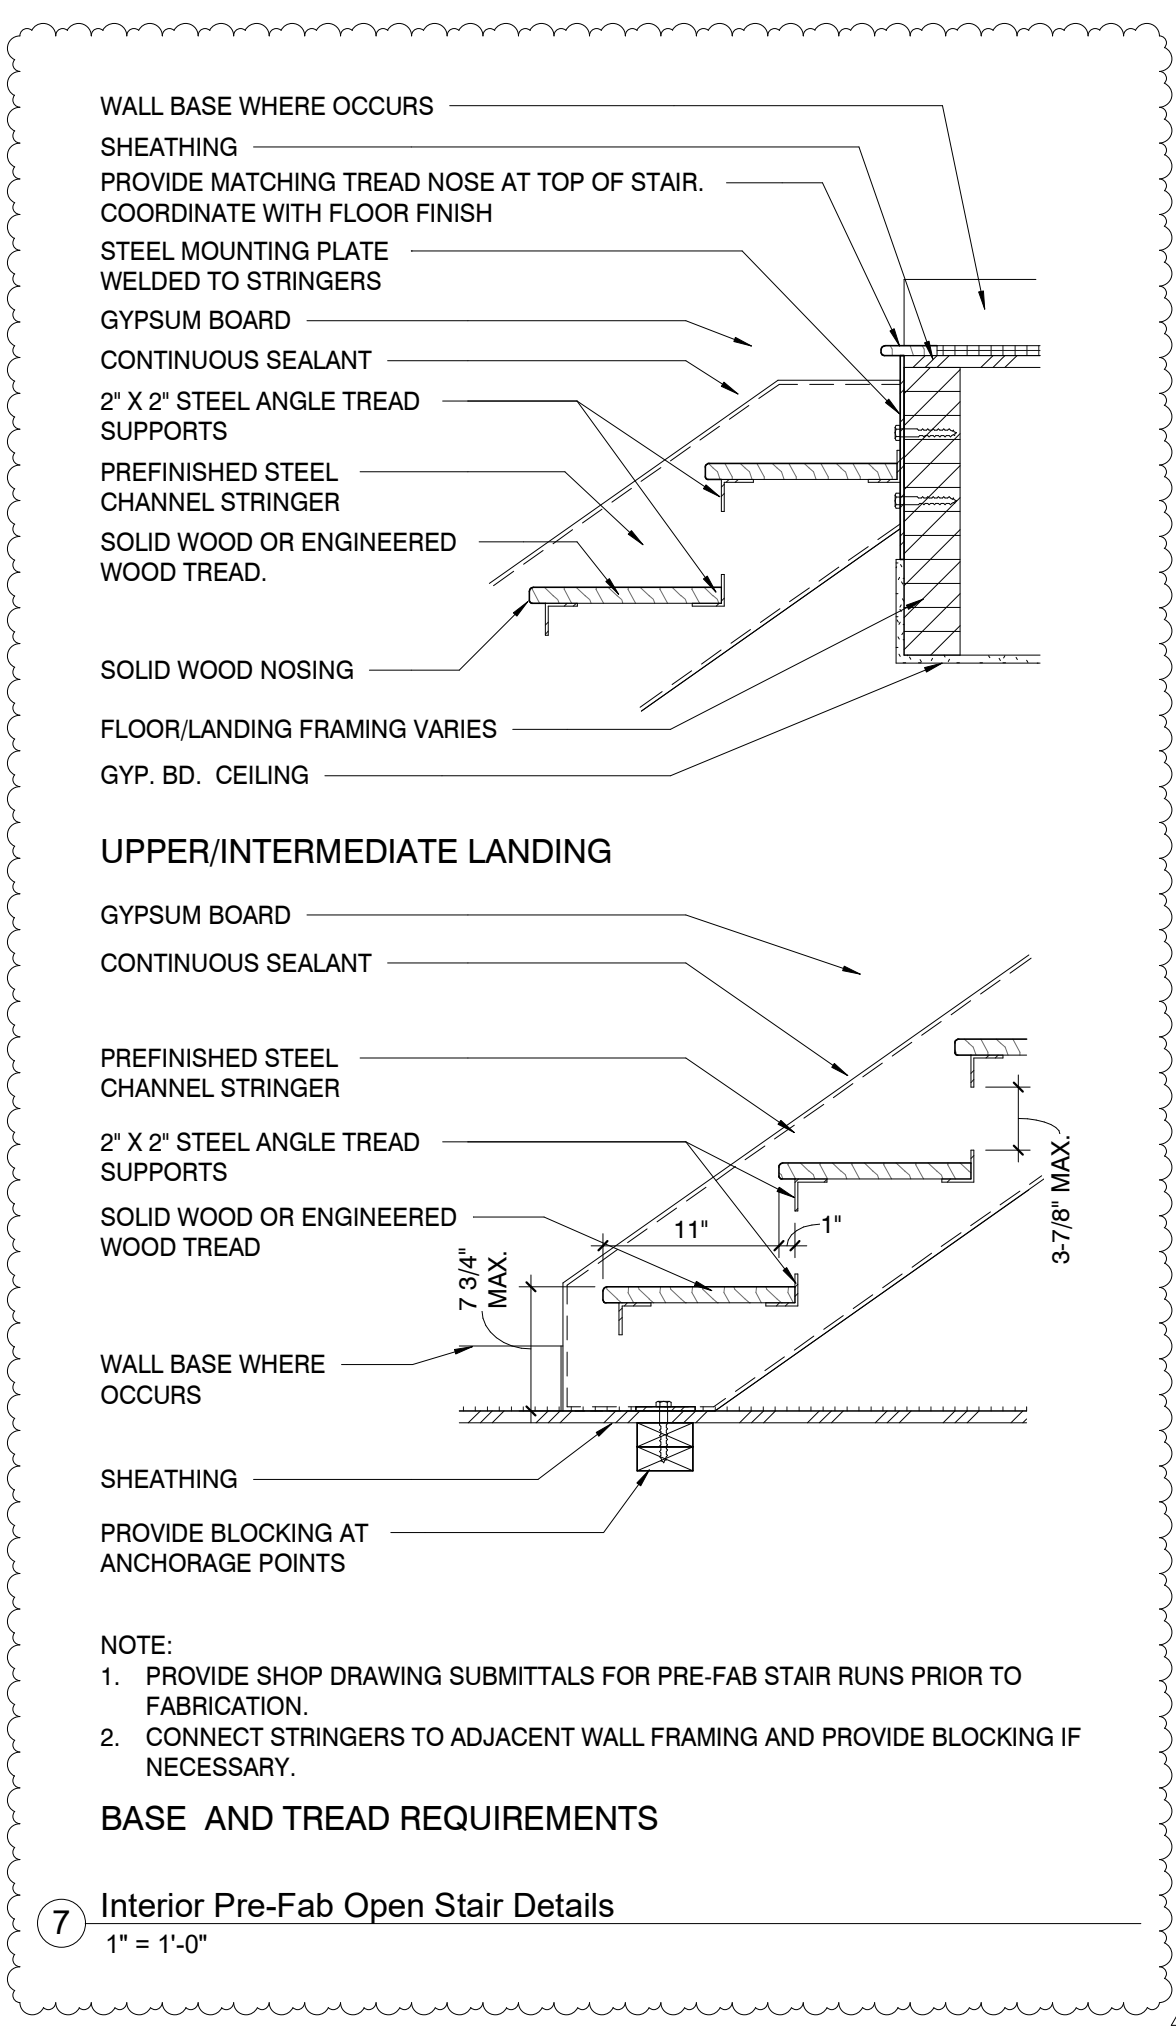 WALL BASE WHERE OCCURS
SHEATHING
PROVIDE MATCHING TREAD NOSE AT TOP OF STAIR.
COORDINATE WITH FLOOR FINISH
STEEL MOUNTING PLATE
WELDED TO STRINGERS
GYPSUM BOARD
CONTINUOUS SEALANT
2" X 2" STEEL ANGLE TREAD
SUPPORTS
PREFINISHED STEEL
CHANNEL STRINGER
SOLID WOOD OR ENGINEERED
WOOD TREAD.
SOLID WOOD NOSING
FLOOR/LANDING FRAMING VARIES
GYP. BD. CEILING
UPPER/INTERMEDIATE LANDING
GYPSUM BOARD
CONTINUOUS SEALANT
PREFINISHED STEEL
CHANNEL STRINGER
2" X 2" STEEL ANGLE TREAD
SUPPORTS
SOLID WOOD OR ENGINEERED
WOOD TREAD
11"
1"
3-7/8" MAX.
7 3/4"
MAX.
WALL BASE WHERE
OCCURS
SHEATHING
PROVIDE BLOCKING AT
ANCHORAGE POINTS
NOTE:
1. PROVIDE SHOP DRAWING SUBMITTALS FOR PRE-FAB STAIR RUNS PRIOR TO
FABRICATION.
2. CONNECT STRINGERS TO ADJACENT WALL FRAMING AND PROVIDE BLOCKING IF
NECESSARY.
BASE AND TREAD REQUIREMENTS
7
Interior Pre-Fab Open Stair Details
1" = 1'-0"